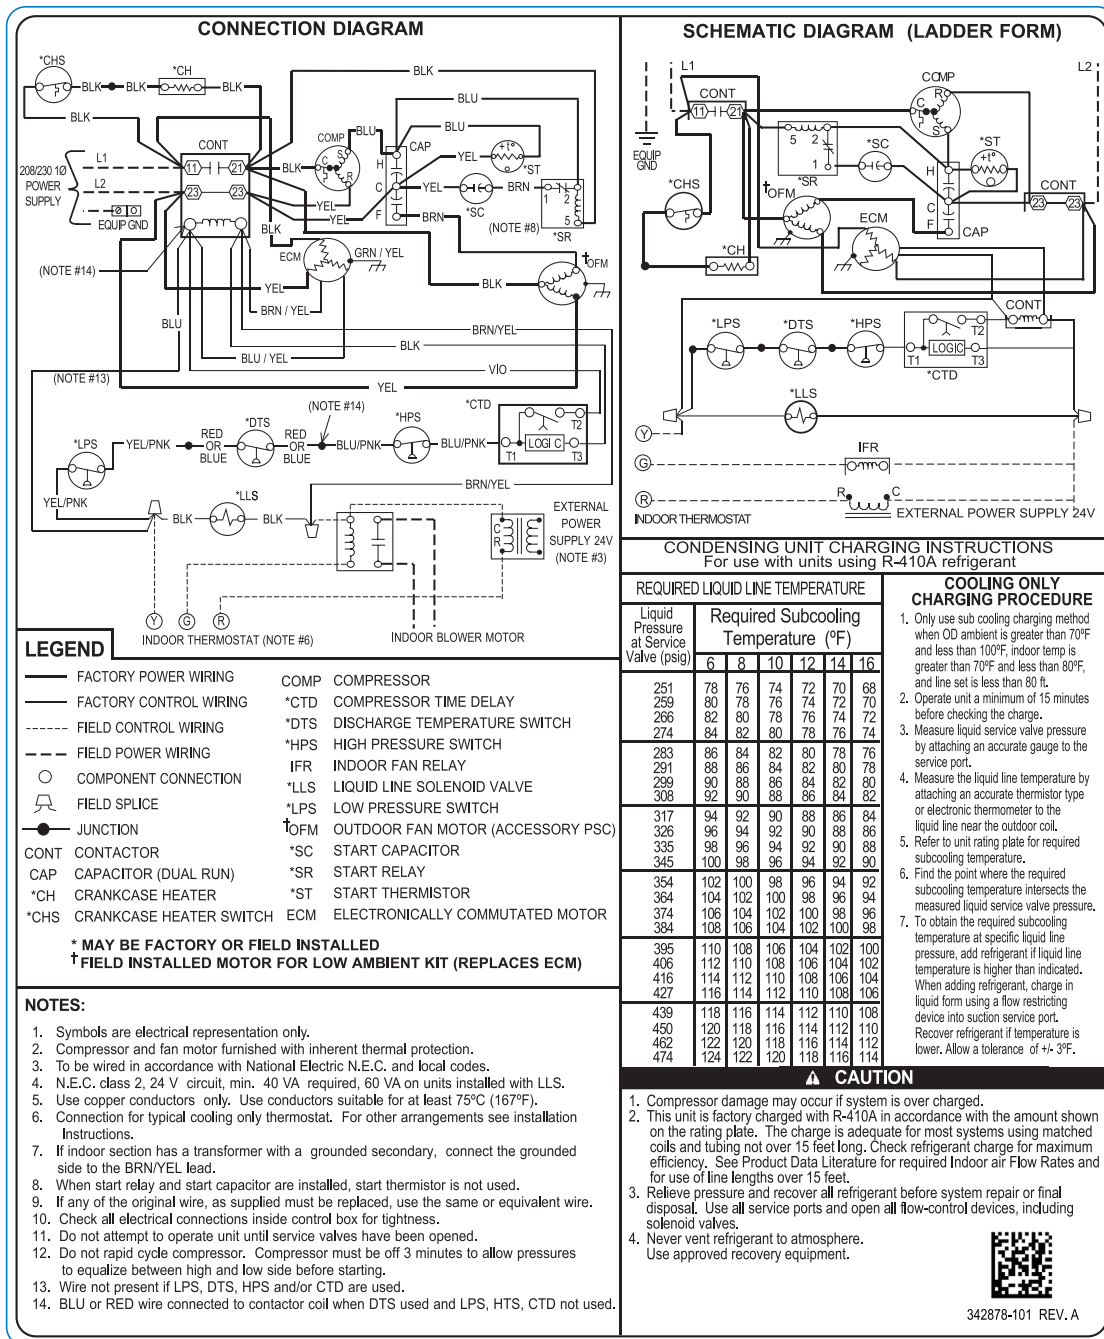 CONNECTION DIAGRAM
*CHS
BLK
BLK
*CH
BLK
BLK
BLU
BLK
CONT
COMP
BLU
BLU
CAP
+t°
*ST
208/230 1Ø
POWER
SUPPLY
L1
L2
EQUIP GND
11
21
23
23
BLK
C
S
R
H
C
F
YEL
YEL
BRN
*SC
1
2
5
*SR
(NOTE #8)
YEL
YEL
BRN
BLK
ECM
GRN / YEL
†OFM
(NOTE #14)
YEL
BLK
BRN / YEL
BLU
BRN/YEL
BLK
BLU / YEL
VIO
(NOTE #13)
YEL
(NOTE #14)
*CTD
*LPS
YEL/PNK
RED
OR
BLUE
*DTS
RED
OR
BLUE
BLU/PNK
*HPS
BLU/PNK
T1
LOGIC
T2
T3
YEL/PNK
*LLS
BRN/YEL
BLK
BLK
C
R
EXTERNAL
POWER
SUPPLY 24V
(NOTE #3)
Y
G
R
INDOOR THERMOSTAT (NOTE #6)
INDOOR BLOWER MOTOR
LEGEND
FACTORY POWER WIRING
FACTORY CONTROL WIRING
FIELD CONTROL WIRING
FIELD POWER WIRING
COMPONENT CONNECTION
FIELD SPLICE
JUNCTION
CONT CONTACTOR
CAP CAPACITOR (DUAL RUN)
*CH CRANKCASE HEATER
*CHS CRANKCASE HEATER SWITCH
COMP COMPRESSOR
*CTD COMPRESSOR TIME DELAY
*DTS DISCHARGE TEMPERATURE SWITCH
*HPS HIGH PRESSURE SWITCH
IFR INDOOR FAN RELAY
*LLS LIQUID LINE SOLENOID VALVE
*LPS LOW PRESSURE SWITCH
†OFM OUTDOOR FAN MOTOR (ACCESSORY PSC)
*SC START CAPACITOR
*SR START RELAY
*ST START THERMISTOR
ECM ELECTRONICALLY COMMUTATED MOTOR
* MAY BE FACTORY OR FIELD INSTALLED
† FIELD INSTALLED MOTOR FOR LOW AMBIENT KIT (REPLACES ECM)
NOTES:
1. Symbols are electrical representation only.
2. Compressor and fan motor furnished with inherent thermal protection.
3. To be wired in accordance with National Electric N.E.C. and local codes.
4. N.E.C. class 2, 24 V circuit, min. 40 VA required, 60 VA on units installed with LLS.
5. Use copper conductors only. Use conductors suitable for at least 75ºC (167ºF).
6. Connection for typical cooling only thermostat. For other arrangements see installation
Instructions.
7. If indoor section has a transformer with a grounded secondary, connect the grounded
side to the BRN/YEL lead.
8. When start relay and start capacitor are installed, start thermistor is not used.
9. If any of the original wire, as supplied must be replaced, use the same or equivalent wire.
10. Check all electrical connections inside control box for tightness.
11. Do not attempt to operate unit until service valves have been opened.
12. Do not rapid cycle compressor. Compressor must be off 3 minutes to allow pressures
to equalize between high and low side before starting.
13. Wire not present if LPS, DTS, HPS and/or CTD are used.
14. BLU or RED wire connected to contactor coil when DTS used and LPS, HTS, CTD not used.
SCHEMATIC DIAGRAM (LADDER FORM)
L1
L2
CONT
11
21
COMP
R
C
S
EQUIP
GND
5
2
1
*SR
*SC
H
C
F
CAP
*ST
+t°
CONT
23
23
*CHS
†OFM
ECM
*CH
*LPS
*DTS
*HPS
T1
LOGIC
T2
T3
*CTD
CONT
*LLS
Y
G
R
IFR
R
C
INDOOR THERMOSTAT
EXTERNAL POWER SUPPLY 24V
CONDENSING UNIT CHARGING INSTRUCTIONS
For use with units using R-410A refrigerant
REQUIRED LIQUID LINE TEMPERATURE
Liquid
Pressure
at Service
Valve (psig)
Required Subcooling
Temperature (ºF)
6 8 10 12 14 16
251 78 76 74 72 70 68
259 80 78 76 74 72 70
266 82 80 78 76 74 72
274 84 82 80 78 76 74
283 86 84 82 80 78 76
291 88 86 84 82 80 78
299 90 88 86 84 82 80
308 92 90 88 86 84 82
317 94 92 90 88 86 84
326 96 94 92 90 88 86
335 98 96 94 92 90 88
345 100 98 96 94 92 90
354 102 100 98 96 94 92
364 104 102 100 98 96 94
374 106 104 102 100 98 96
384 108 106 104 102 100 98
395 110 108 106 104 102 100
406 112 110 108 106 104 102
416 114 112 110 108 106 104
427 116 114 112 110 108 106
439 118 116 114 112 110 108
450 120 118 116 114 112 110
462 122 120 118 116 114 112
474 124 122 120 118 116 114
COOLING ONLY
CHARGING PROCEDURE
1. Only use sub cooling charging method
when OD ambient is greater than 70ºF
and less than 100ºF, indoor temp is
greater than 70ºF and less than 80ºF,
and line set is less than 80 ft.
2. Operate unit a minimum of 15 minutes
before checking the charge.
3. Measure liquid service valve pressure
by attaching an accurate gauge to the
service port.
4. Measure the liquid line temperature by
attaching an accurate thermistor type
or electronic thermometer to the
liquid line near the outdoor coil.
5. Refer to unit rating plate for required
subcooling temperature.
6. Find the point where the required
subcooling temperature intersects the
measured liquid service valve pressure.
7. To obtain the required subcooling
temperature at specific liquid line
pressure, add refrigerant if liquid line
temperature is higher than indicated.
When adding refrigerant, charge in
liquid form using a flow restricting
device into suction service port.
Recover refrigerant if temperature is
lower. Allow a tolerance of +/- 3ºF.
CAUTION
1. Compressor damage may occur if system is over charged.
2. This unit is factory charged with R-410A in accordance with the amount shown
on the rating plate. The charge is adequate for most systems using matched
coils and tubing not over 15 feet long. Check refrigerant charge for maximum
efficiency. See Product Data Literature for required Indoor air Flow Rates and
for use of line lengths over 15 feet.
3. Relieve pressure and recover all refrigerant before system repair or final
disposal. Use all service ports and open all flow-control devices, including
solenoid valves.
4. Never vent refrigerant to atmosphere.
Use approved recovery equipment.
342878-101 REV. A